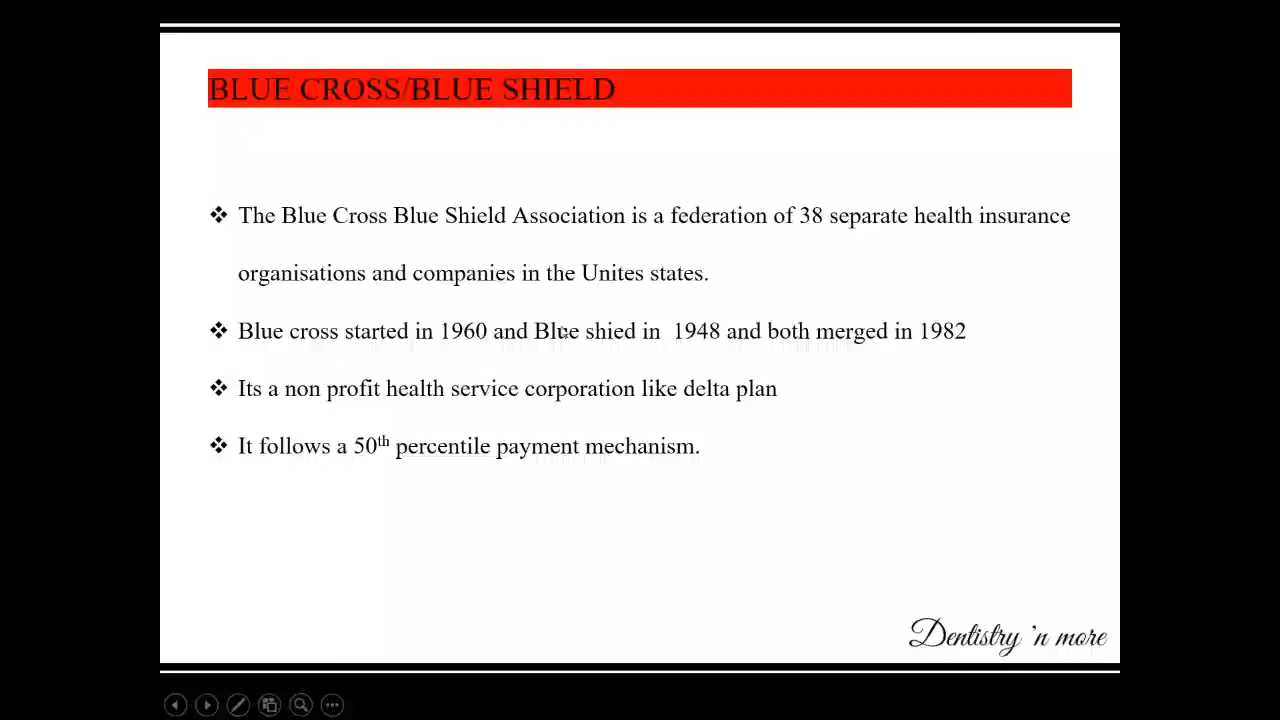 BLUE CROSS/BLUE SHIELD
❖ The Blue Cross Blue Shield Association is a federation of 38 separate health insurance
organisations and companies in the Unites states.
❖ Blue cross started in 1960 and Blue shied in 1948 and both merged in 1982
❖ Its a non profit health service corporation like delta plan
❖ It follows a 50th percentile payment mechanism.
Dentistry 'n more